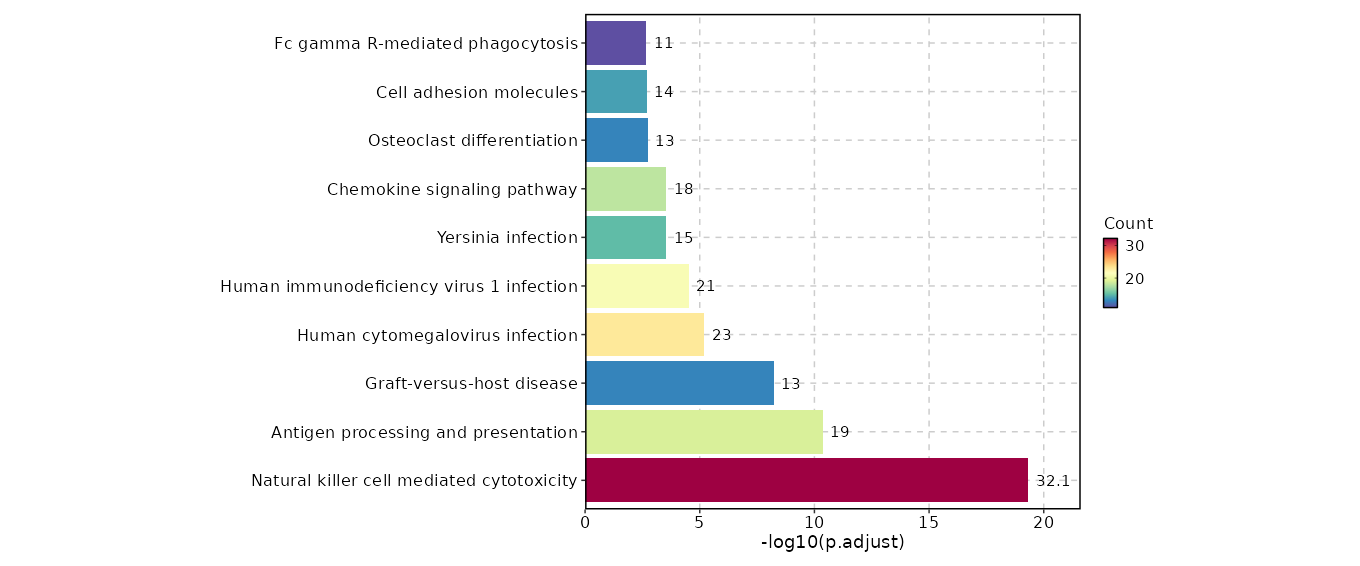 Fc gamma R-mediated phagocytosis 11
Cell adhesion molecules 14
Osteoclast differentiation 13
Chemokine signaling pathway 18
Yersinia infection 15
Human immunodeficiency virus 1 infection 21
Human cytomegalovirus infection 23
Graft-versus-host disease 13
Antigen processing and presentation 19
Natural killer cell mediated cytotoxicity 32.1
0 5 10 15 20
-log10(p.adjust)
Count
30
20